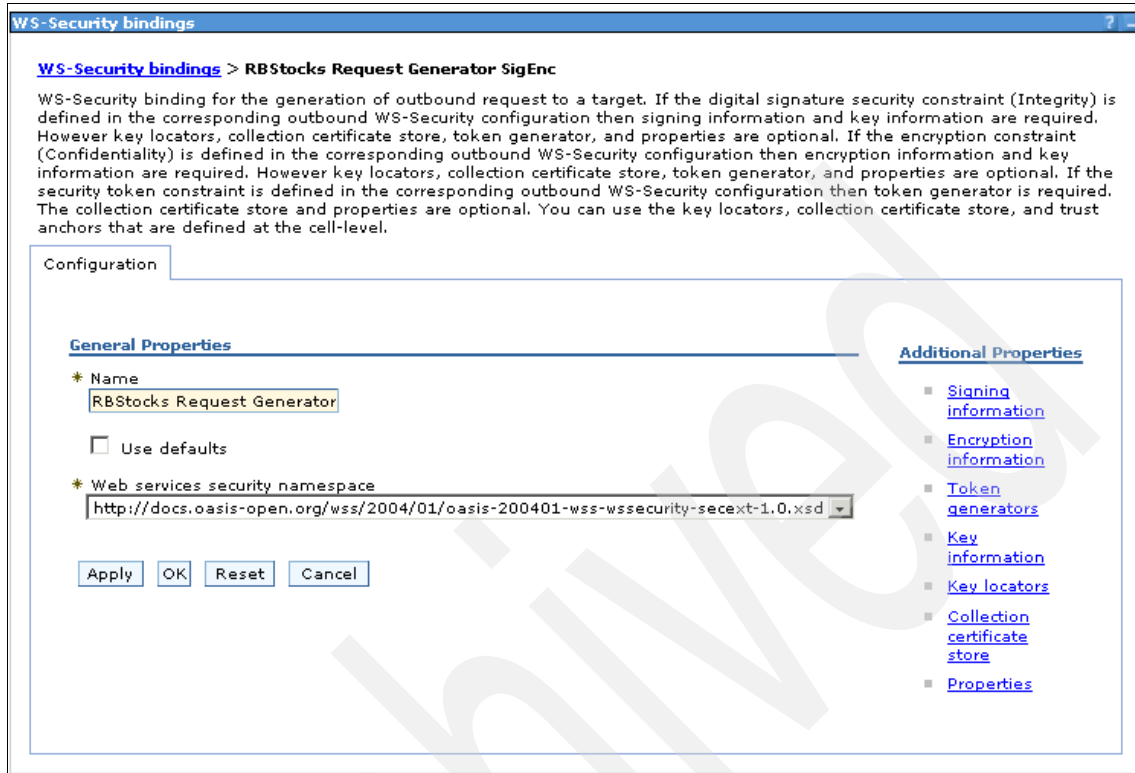 WS-Security bindings ? –
WS-Security bindings > RBStocks Request Generator SigEnc
WS-Security binding for the generation of outbound request to a target. If the digital signature security constraint (Integrity) is
defined in the corresponding outbound WS-Security configuration then signing information and key information are required.
However key locators, collection certificate store, token generator, and properties are optional. If the encryption constraint
(Confidentiality) is defined in the corresponding outbound WS-Security configuration then encryption information and key
information are required. However key locators, collection certificate store, token generator, and properties are optional. If the
security token constraint is defined in the corresponding outbound WS-Security configuration then token generator is required.
The collection certificate store and properties are optional. You can use the key locators, collection certificate store, and trust
anchors that are defined at the cell-level.
Configuration
General Properties
* Name
RBStocks Request Generator
Use defaults
* Web services security namespace
http://docs.oasis-open.org/wss/2004/01/oasis-200401-wss-wssecurity-secext-1.0.xsd
Apply OK Reset Cancel
Additional Properties
Signing
information
Encryption
information
Token
generators
Key
information
Key locators
Collection
certificate
store
Properties
hived